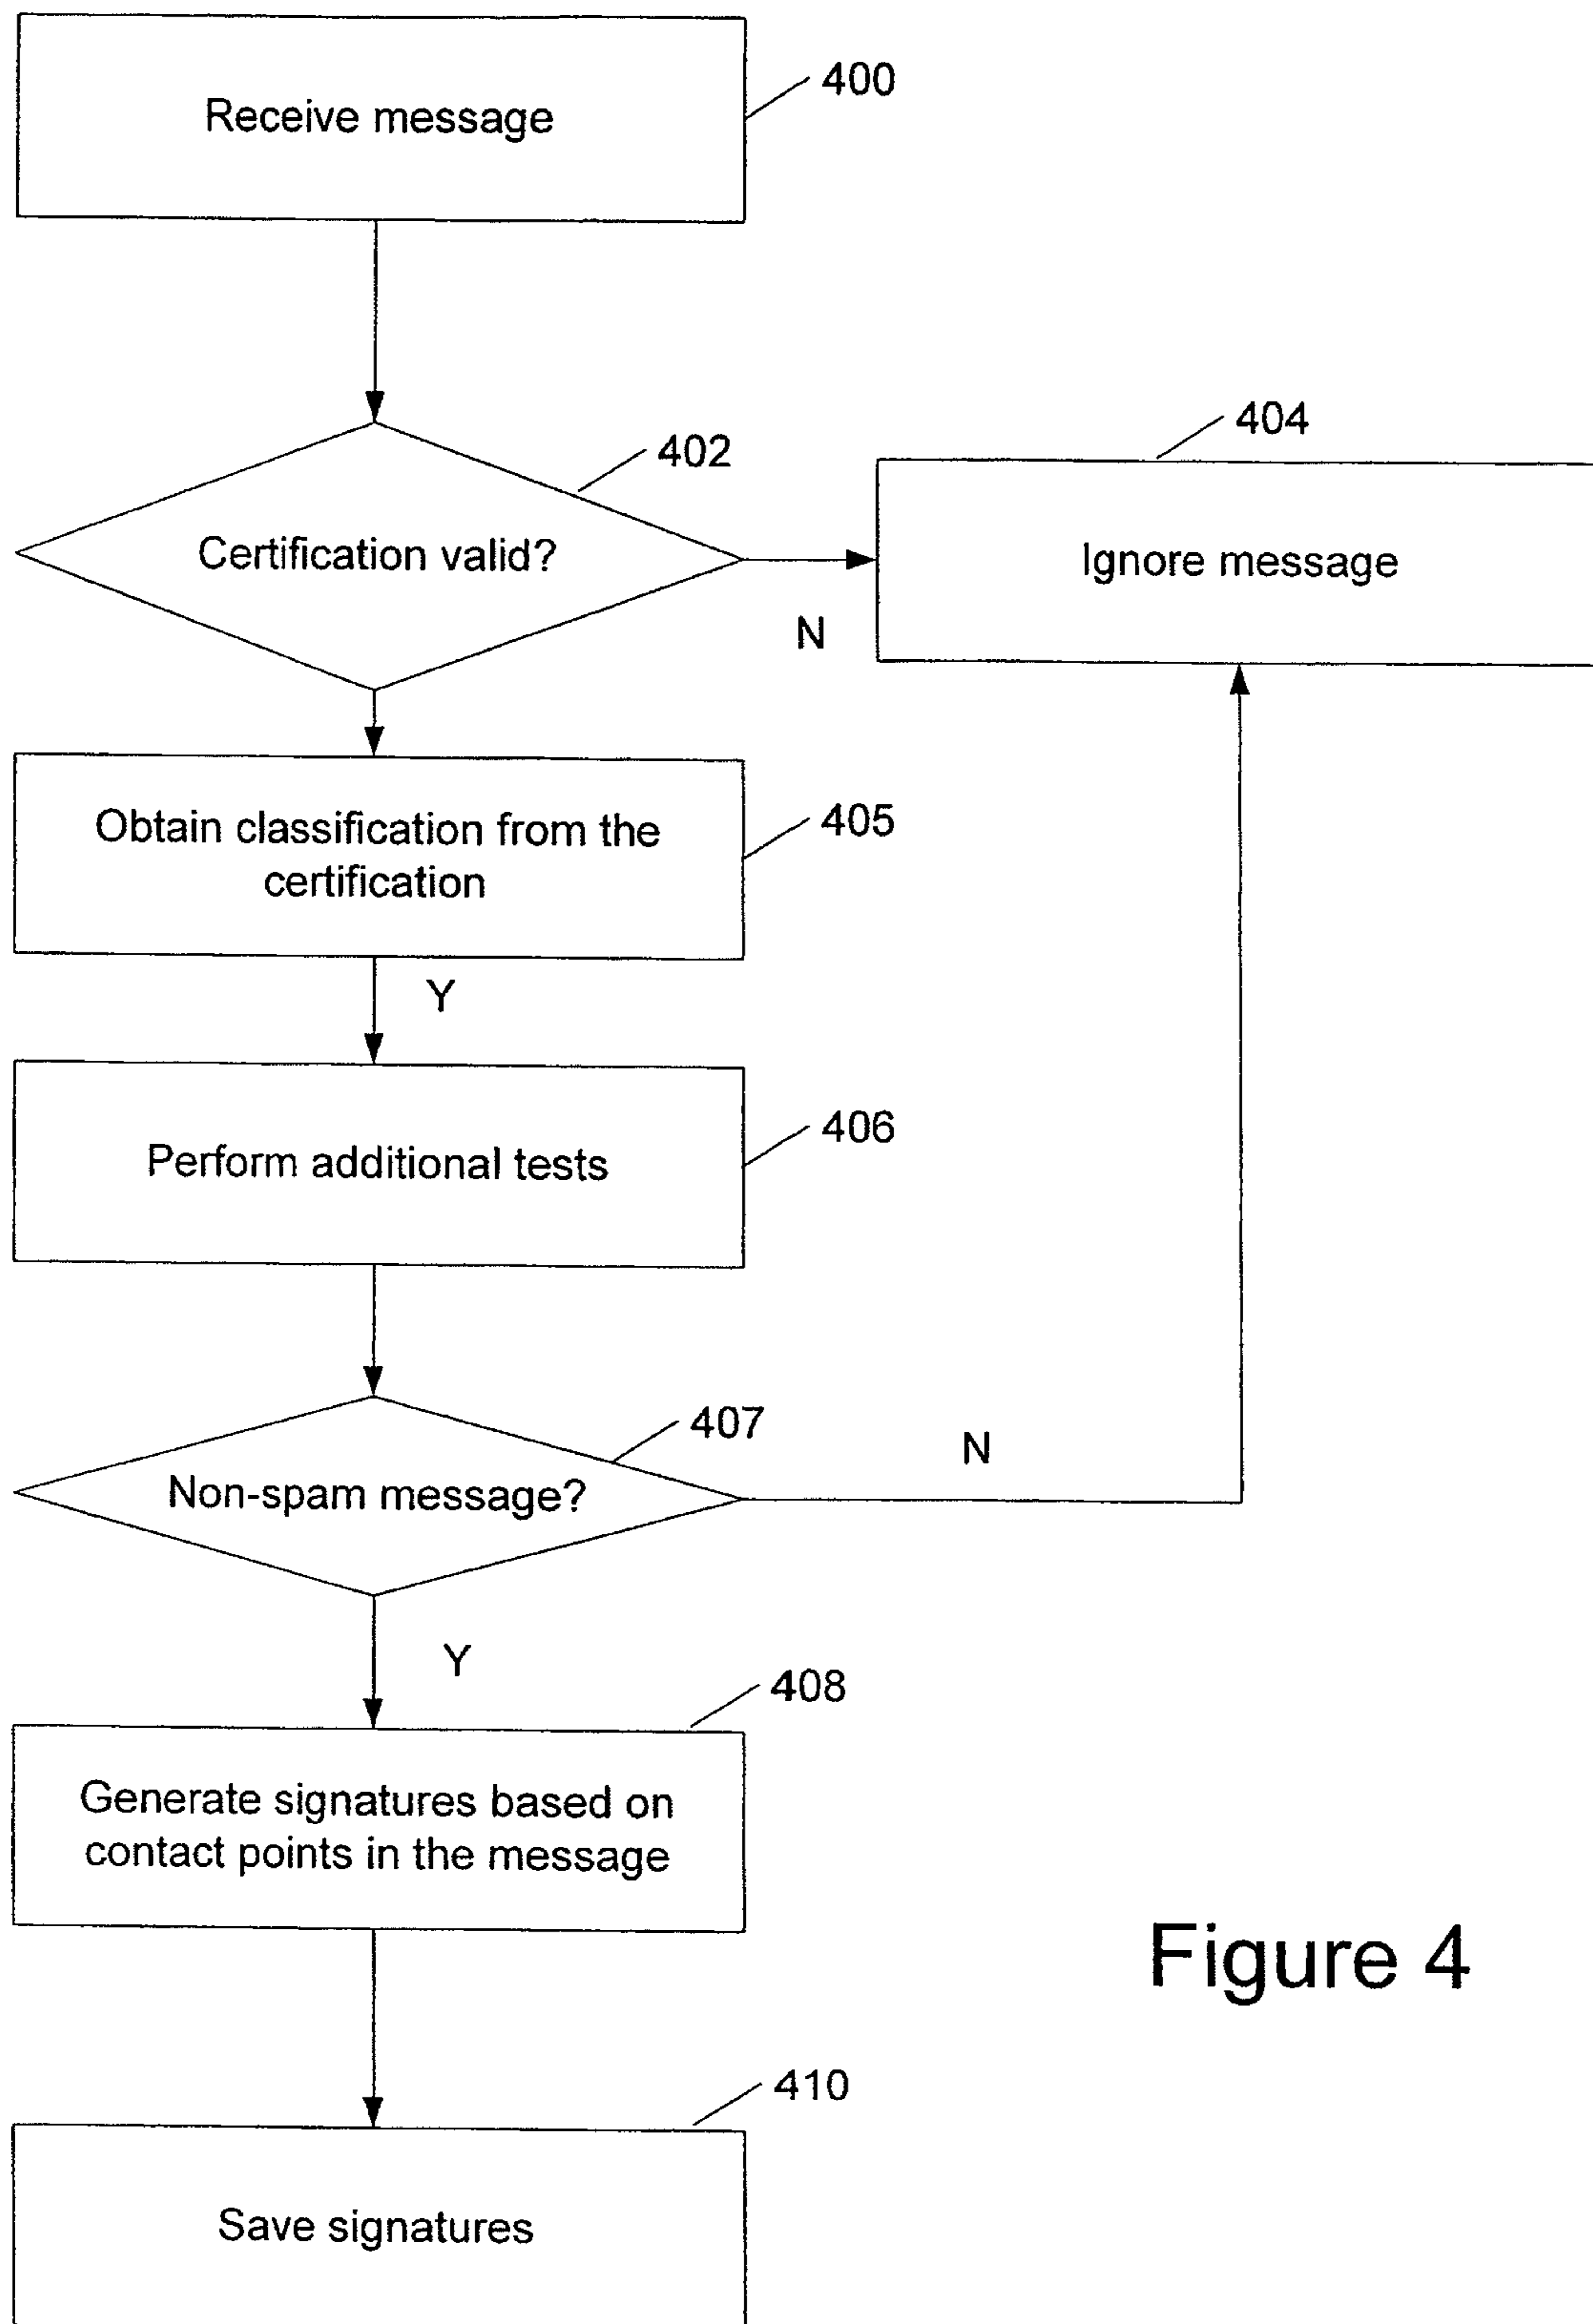 Receive message
400
402
Certification valid?
N
404
Ignore message
Obtain classification from the
certification
405
Y
Perform additional tests
406
407
Non-spam message?
N
Y
408
Generate signatures based on
contact points in the message
410
Save signatures
Figure 4